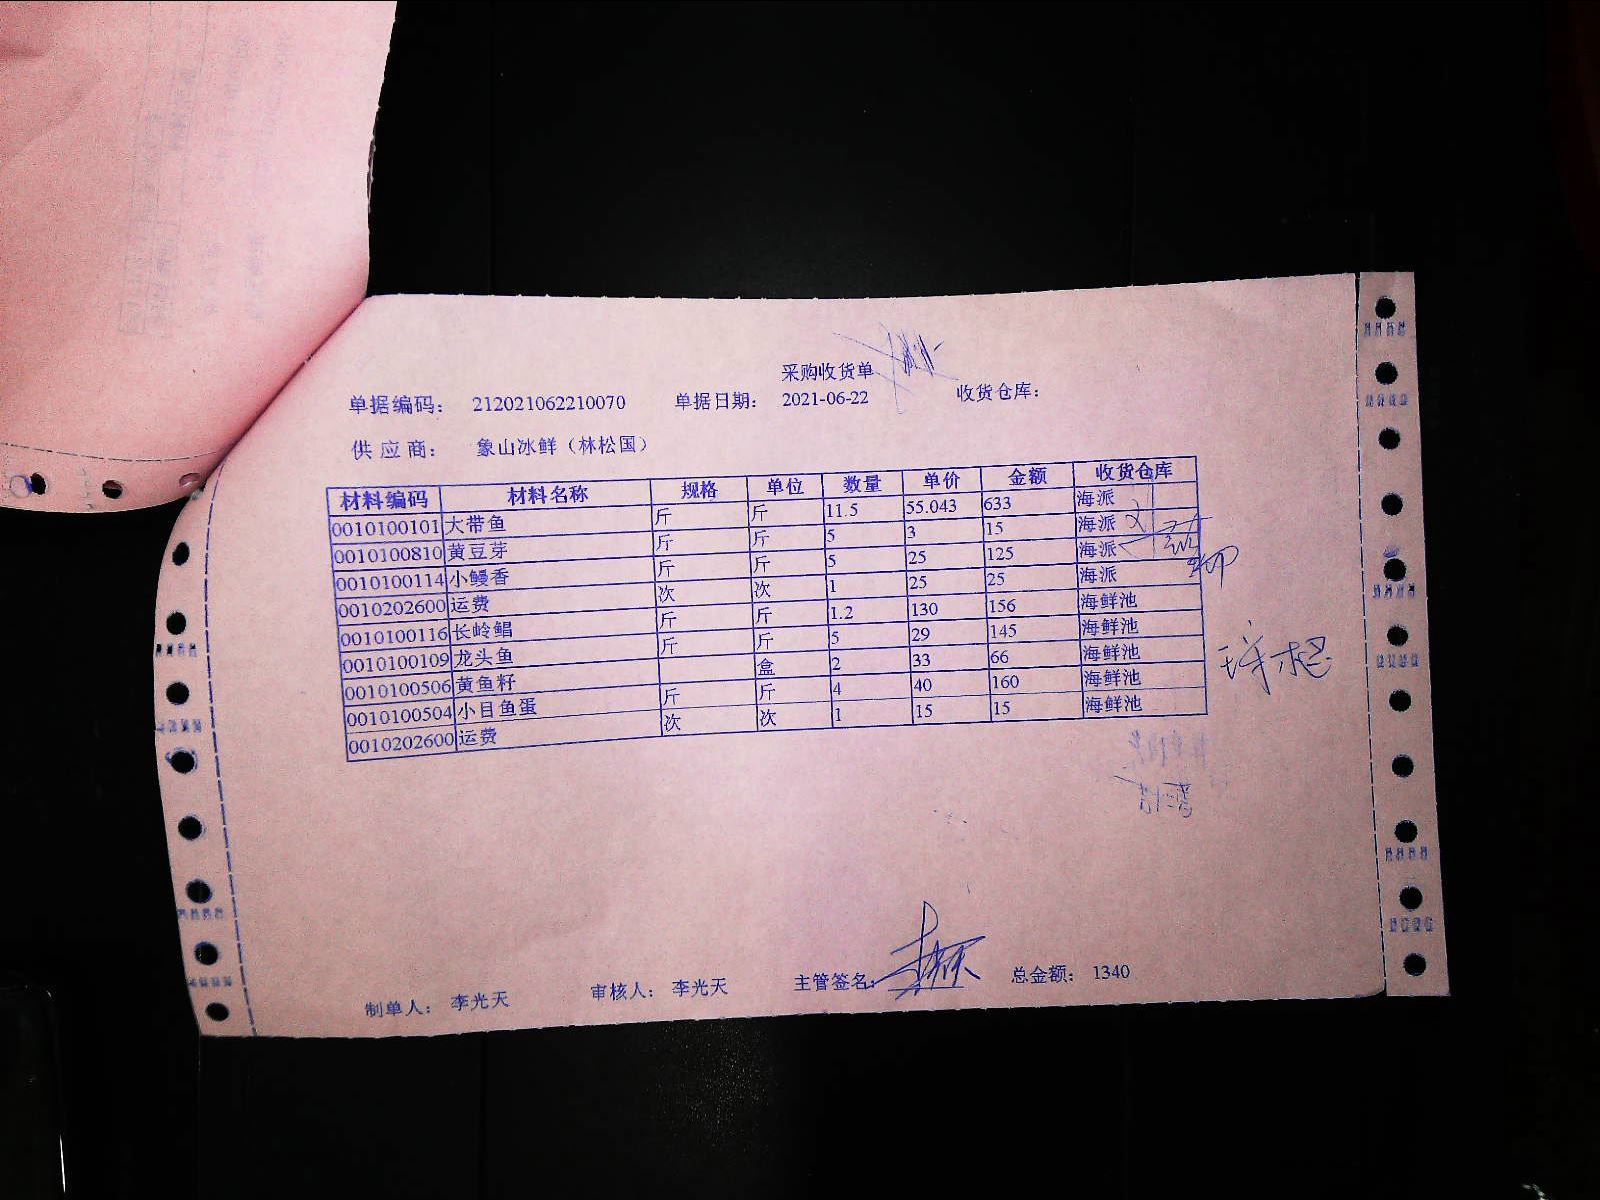 采购收货单
单据编码： 212021062210070 单据日期： 2021-06-22 收货仓库：
供应商： 象山冰鲜（林松国）
材料编码 材料名称 规格 单位 数量 单价 金额 收货仓库
0010100101 大带鱼 斤 斤 11.5 55.043 633 海派
0010100810 黄豆芽 斤 斤 5 3 15 海派
0010100114 小鳗香 斤 斤 5 25 125 海派
0010202600 运费 次 次 1 25 25 海派
0010100116 长岭鲳 斤 斤 1.2 130 156 海鲜池
0010100109 龙头鱼 斤 斤 5 29 145 海鲜池
0010100506 黄鱼籽 盒 2 33 66 海鲜池
0010100504 小目鱼蛋 斤 斤 4 40 160 海鲜池
0010202600 运费 次 次 1 15 15 海鲜池
制单人： 李光天 审核人： 李光天 主管签名： 总金额： 1340